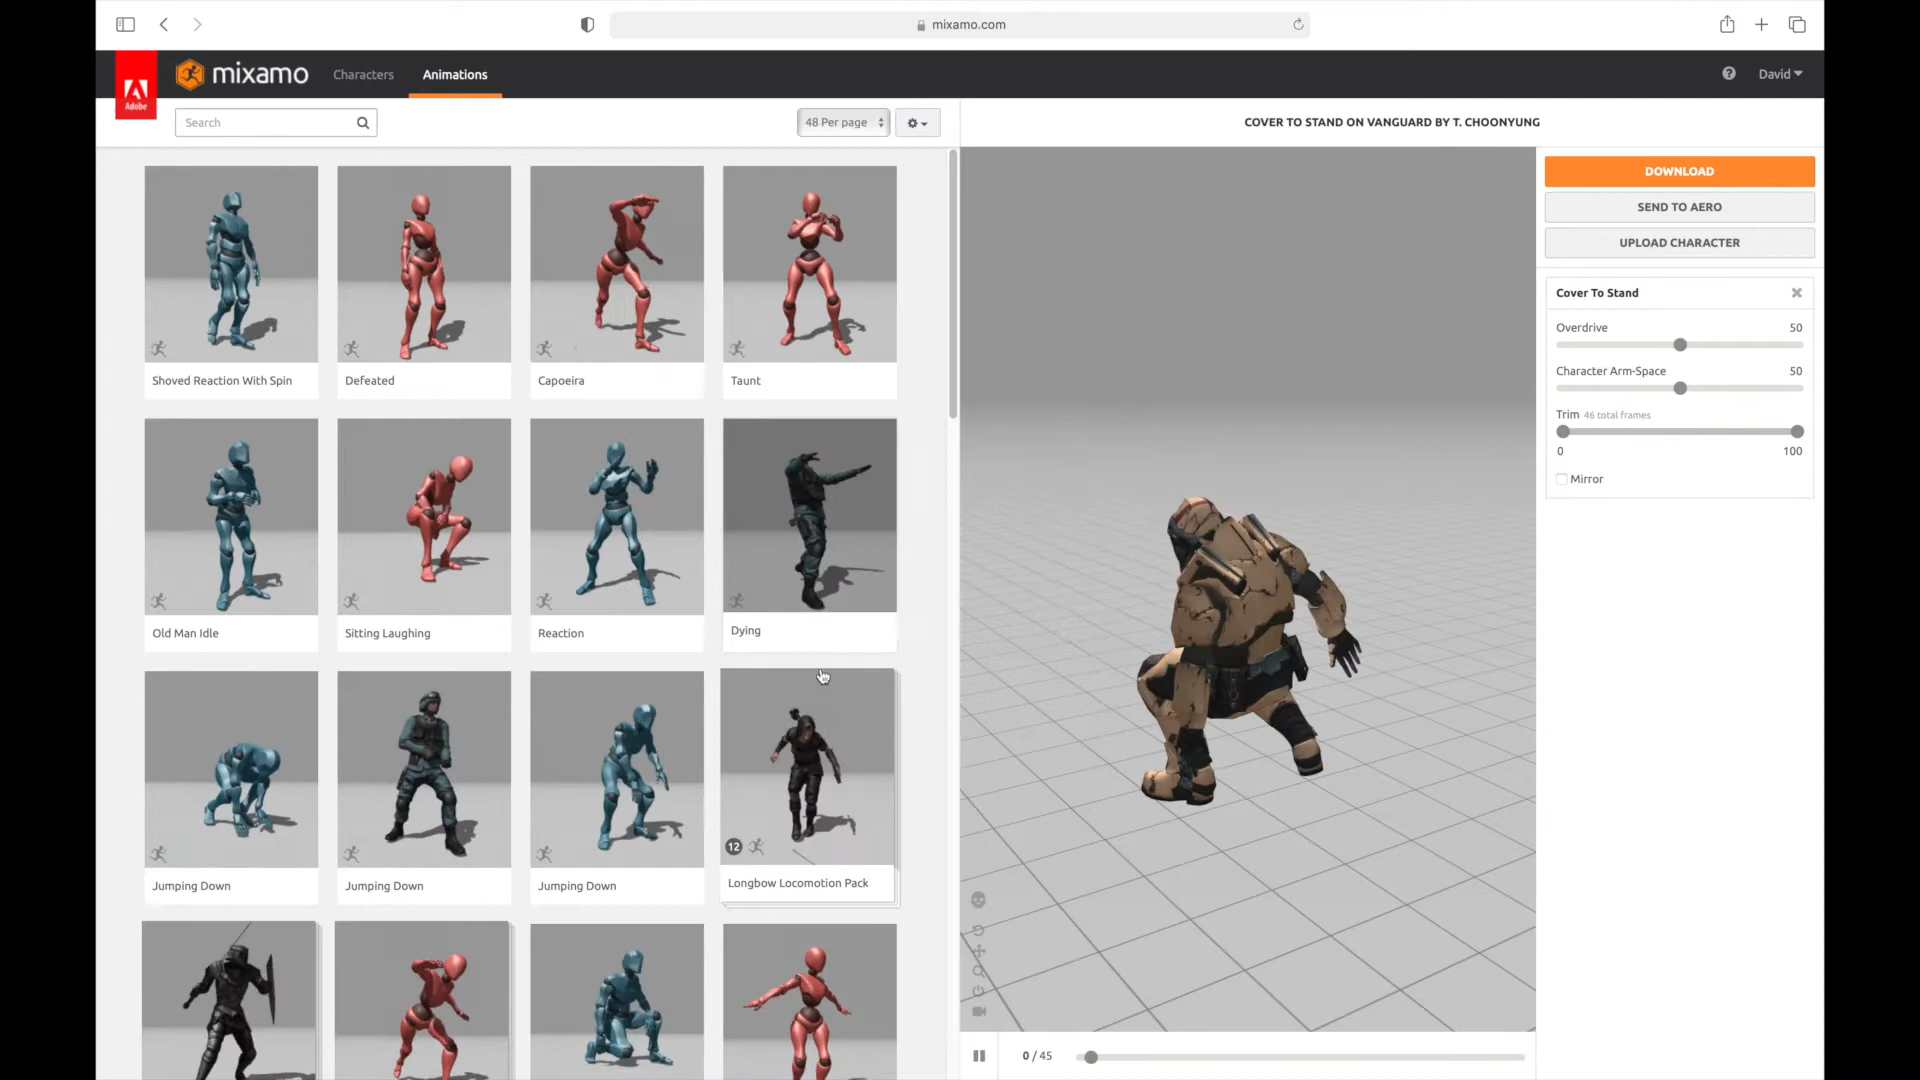 mixamo.com
Adobe
mixamo
Characters
Animations
David
Search
48 Per page
COVER TO STAND ON VANGUARD BY T. CHOONYUNG
DOWNLOAD
SEND TO AERO
UPLOAD CHARACTER
Cover To Stand
Overdrive 50
Character Arm-Space 50
Trim 46 total frames
0 100
Mirror
Shoved Reaction With Spin
Defeated
Capoeira
Taunt
Old Man Idle
Sitting Laughing
Reaction
Dying
12
Jumping Down
Jumping Down
Jumping Down
Longbow Locomotion Pack
0 / 45